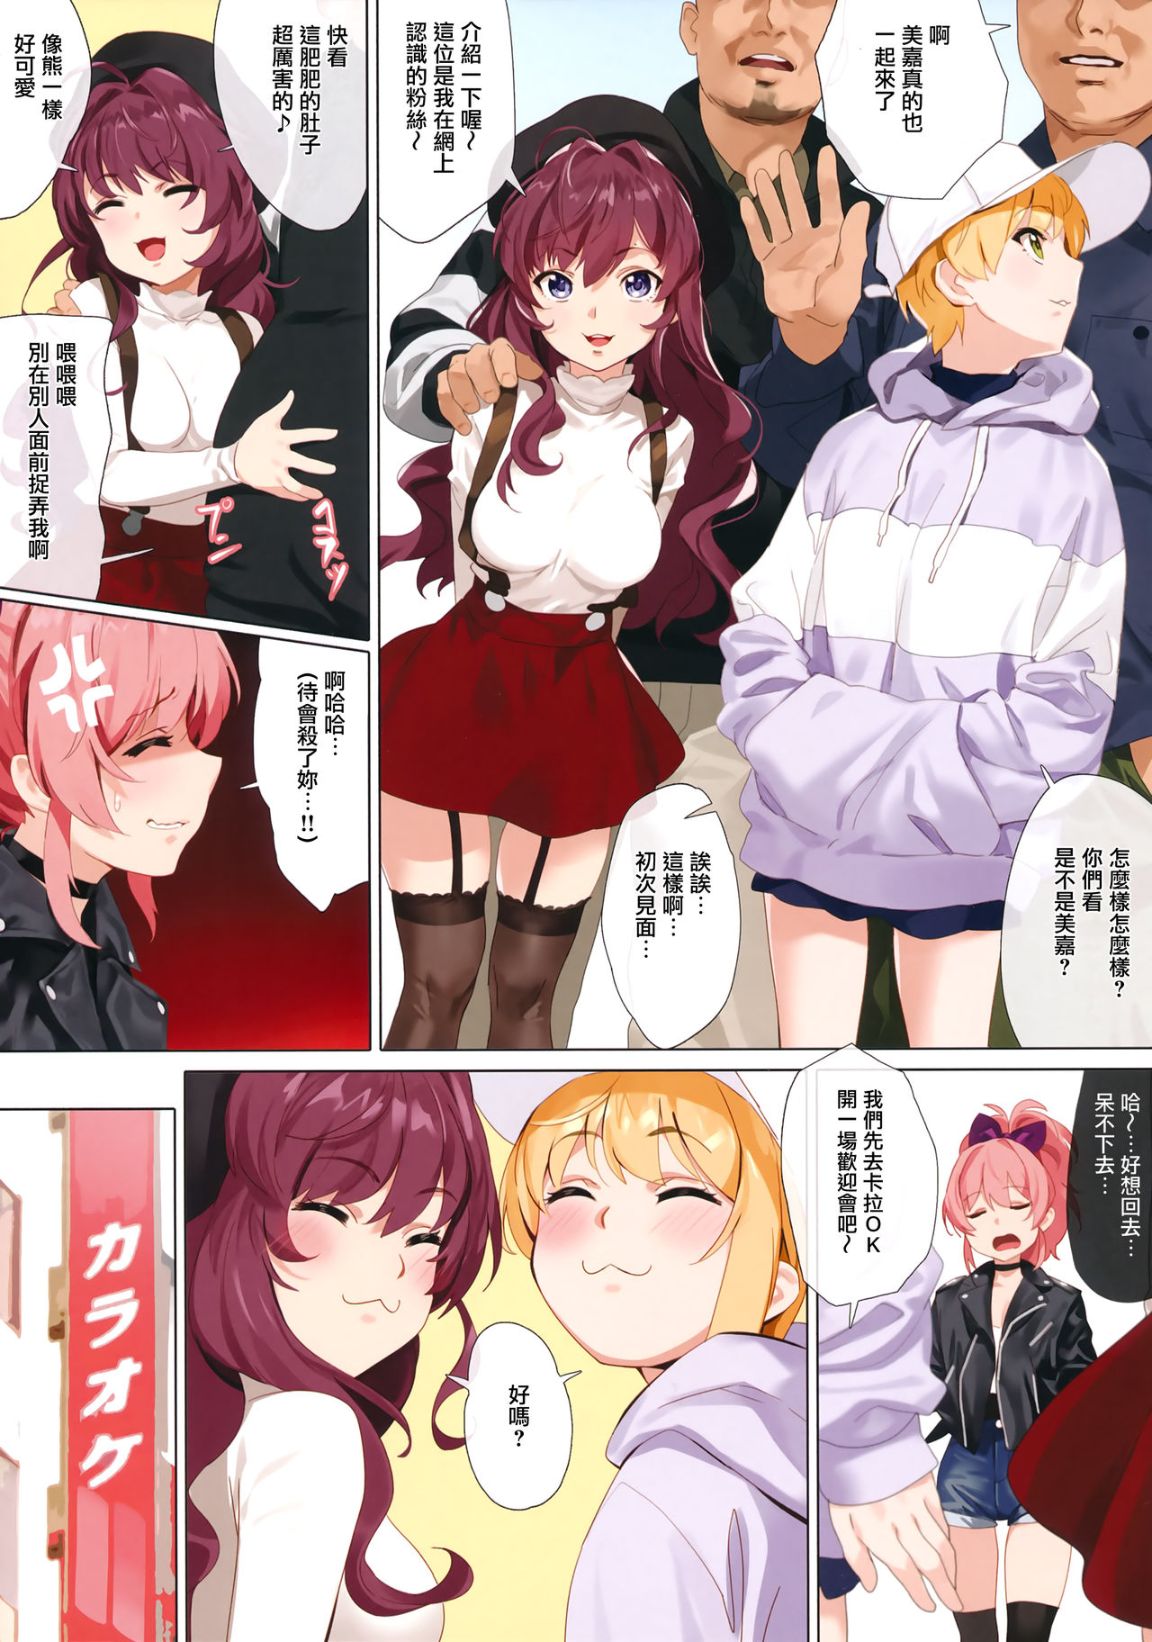 啊
美嘉真的也
一起來了
介紹一下喔～
這位是我在網上
認識的粉絲～
怎麼樣怎麼樣?
你們看
是不是美嘉?
誒誒…
這樣啊…
初次見面…
快看
這肥肥的肚子
超厲害的♪
像熊一樣
好可愛
喂喂喂
別在別人面前捉弄我啊
プニ
ヘコヘコッ
啊哈哈…
(待會殺了妳…!!)
哈～…好想回去…
呆不下去…
我們先去卡拉OK
開一場歡迎會吧～
好嗎?
カラオケ